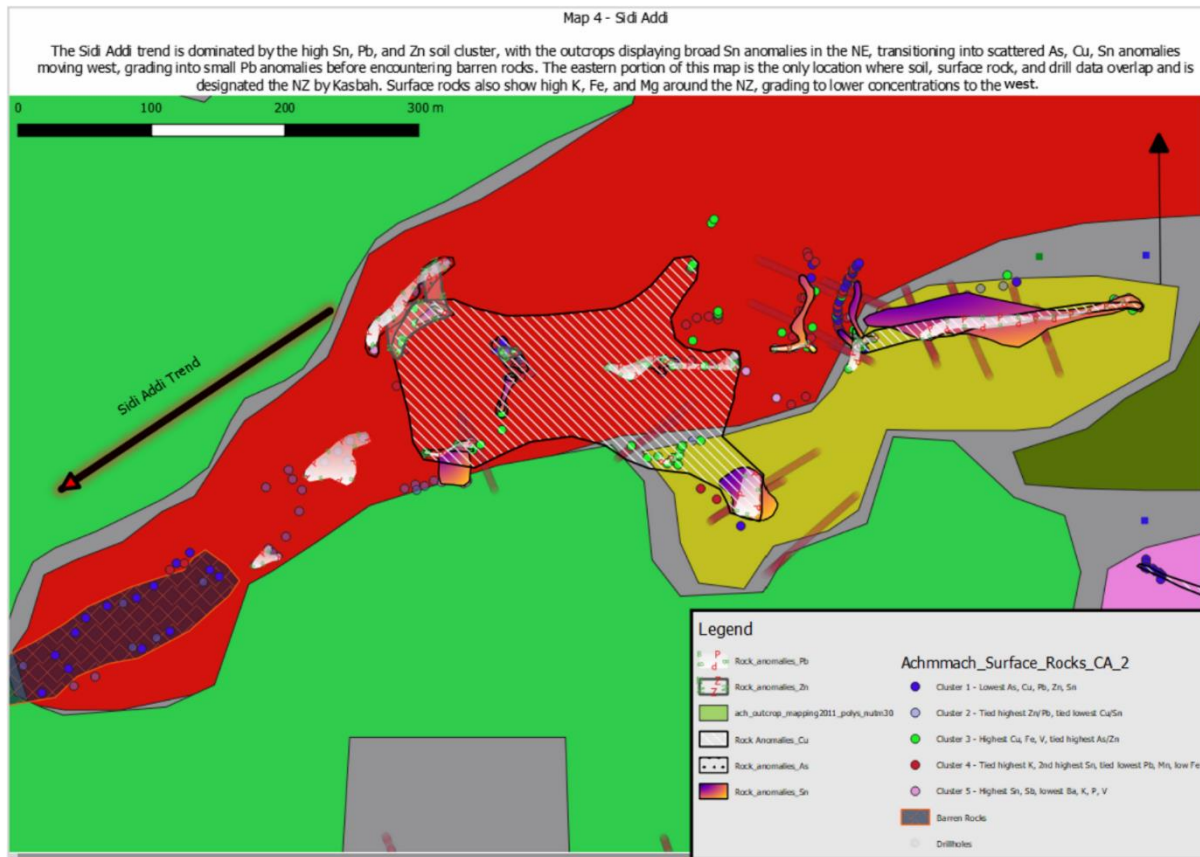 Map 4 - Sidi Addi
The Sidi Addi trend is dominated by the high Sn, Pb, and Zn soil cluster, with the outcrops displaying broad Sn anomalies in the NE, transitioning into scattered As, Cu, Sn anomalies
moving west, grading into small Pb anomalies before encountering barren rocks. The eastern portion of this map is the only location where soil, surface rock, and drill data overlap and is
designated the NZ by Kasbah. Surface rocks also show high K, Fe, and Mg around the NZ, grading to lower concentrations to the west.
0 100 200 300 m
Sidi Addi Trend
Legend
P
d
Rock_anomalies_Pb
Z
Z
Rock_anomalies_Zn
ach_outcrop_mapping2011_polys_nutm30
Rock Anomalies_Cu
Rock_anomalies_As
Rock_anomalies_Sn
Achmmach_Surface_Rocks_CA_2
Cluster 1 - Lowest As, Cu, Pb, Zn, Sn
Cluster 2 - Tied highest Zn/Pb, tied lowest Cu/Sn
Cluster 3 - Highest Cu, Fe, V, tied highest As/Zn
Cluster 4 - Tied highest K, 2nd highest Sn, tied lowest Pb, Mn, low Fe
Cluster 5 - Highest Sn, Sb, lowest Ba, K, P, V
Barren Rocks
Drillholes